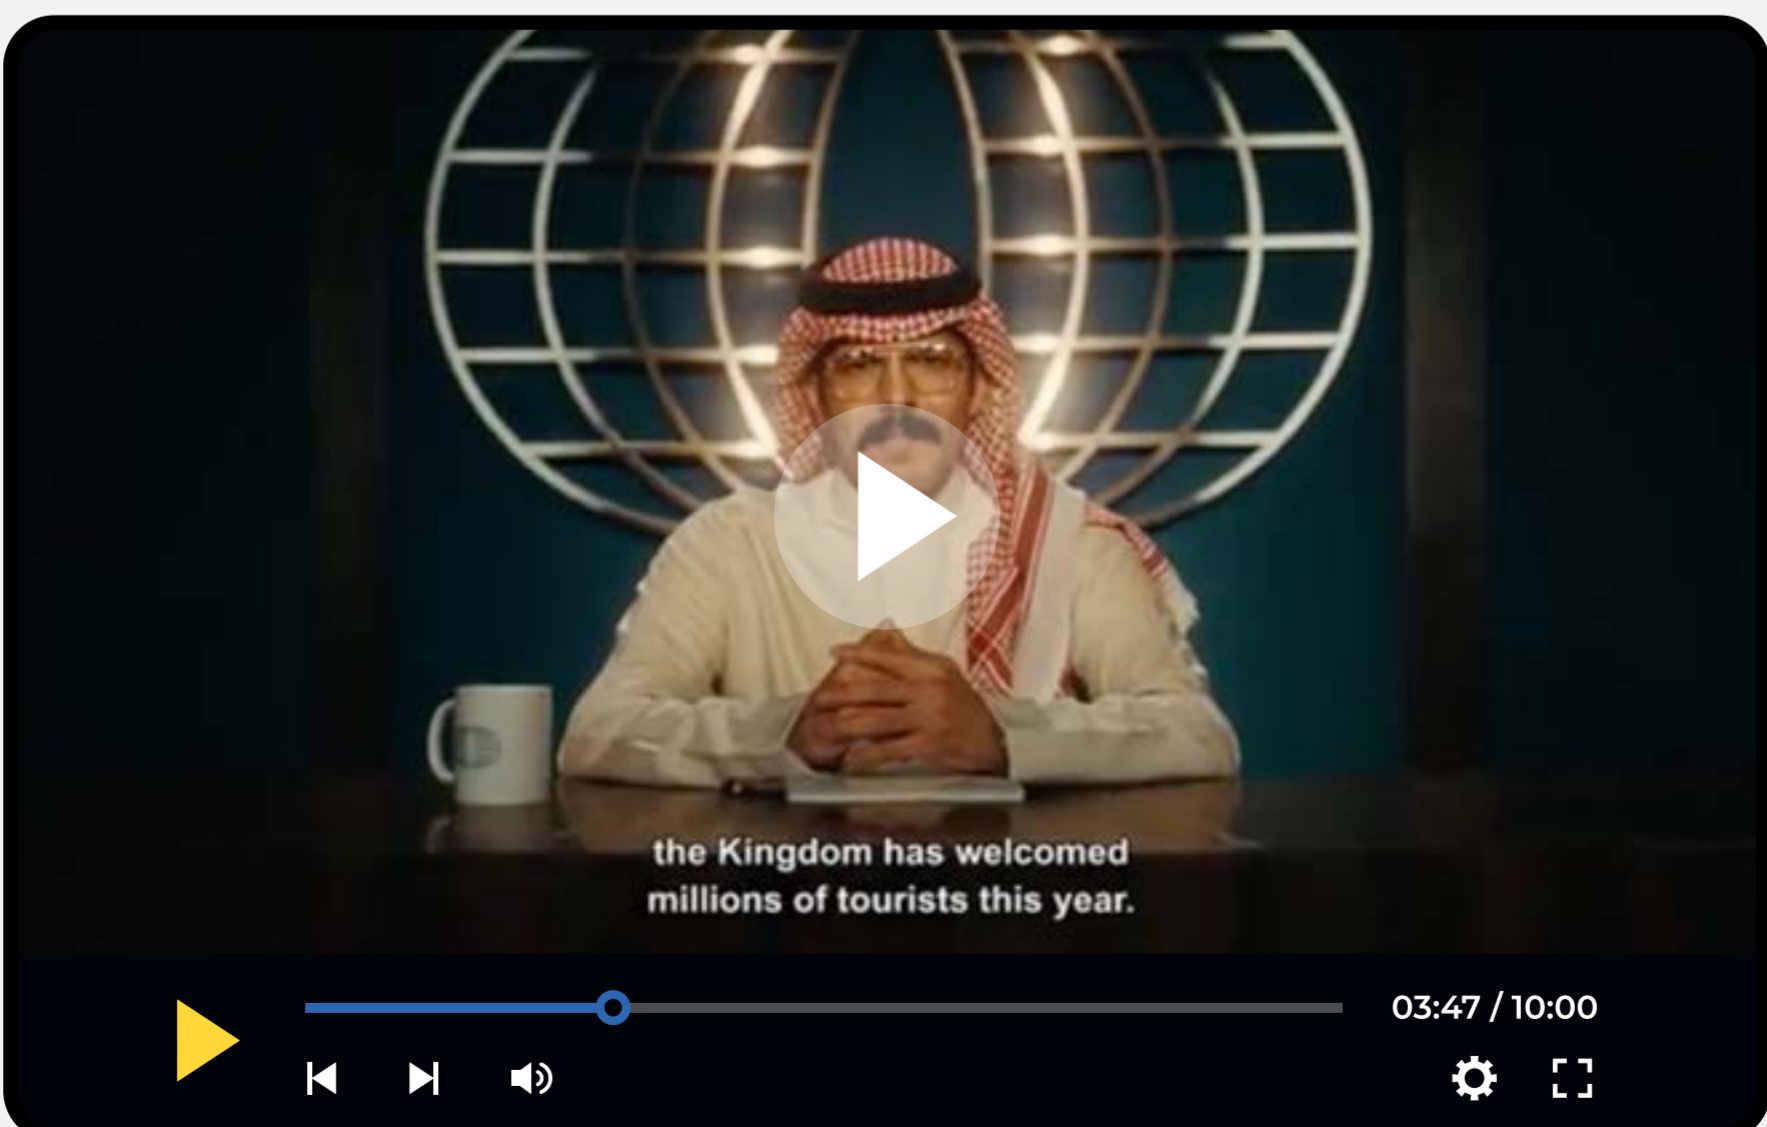 the Kingdom has welcomed
millions of tourists this year.
03:47 / 10:00